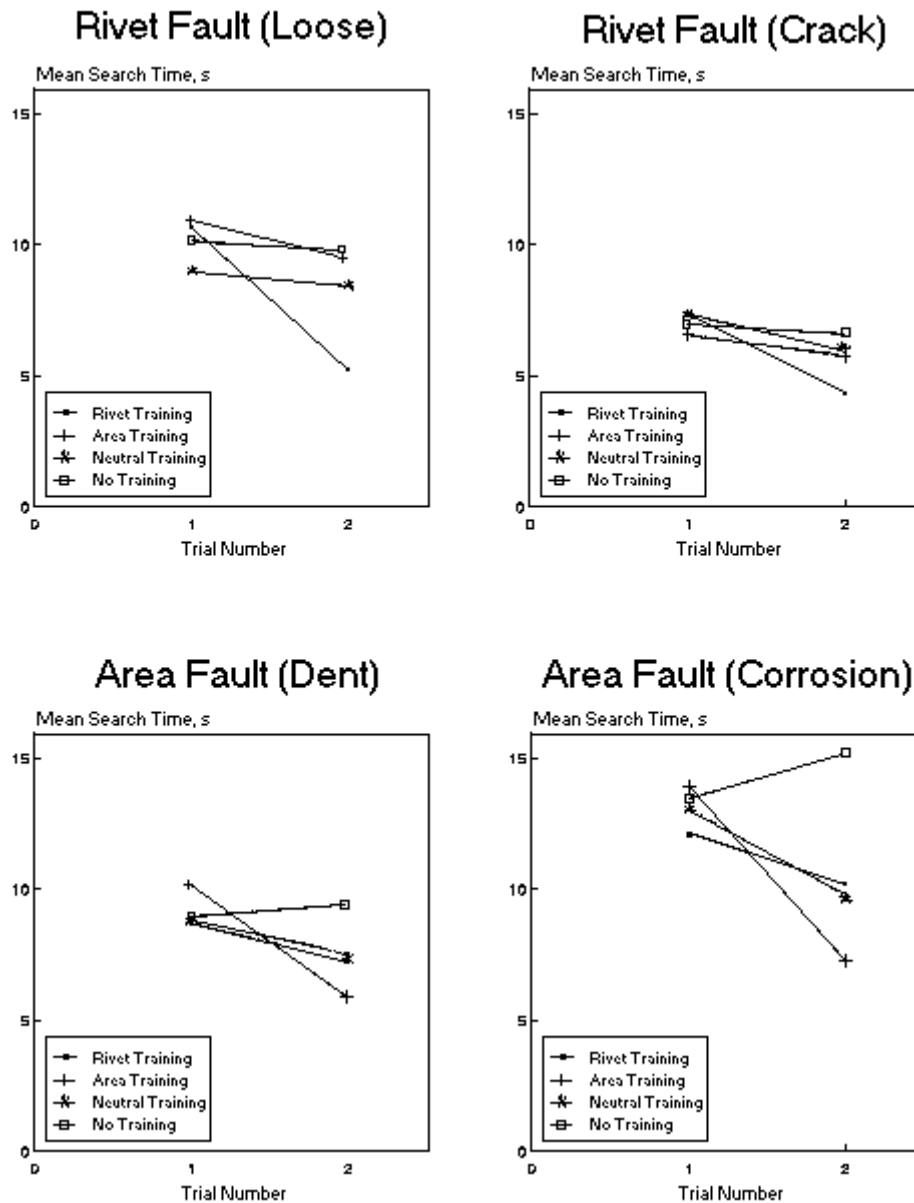 Rivet Fault (Loose)
Mean Search Time, s
15
10
5
0
Rivet Training
Area Training
Neutral Training
No Training
0 1 2
Trial Number
Rivet Fault (Crack)
Mean Search Time, s
15
10
5
0
Rivet Training
Area Training
Neutral Training
No Training
0 1 2
Trial Number
Area Fault (Dent)
Mean Search Time, s
15
10
5
0
Rivet Training
Area Training
Neutral Training
No Training
0 1 2
Trial Number
Area Fault (Corrosion)
Mean Search Time, s
15
10
5
0
Rivet Training
Area Training
Neutral Training
No Training
0 1 2
Trial Number